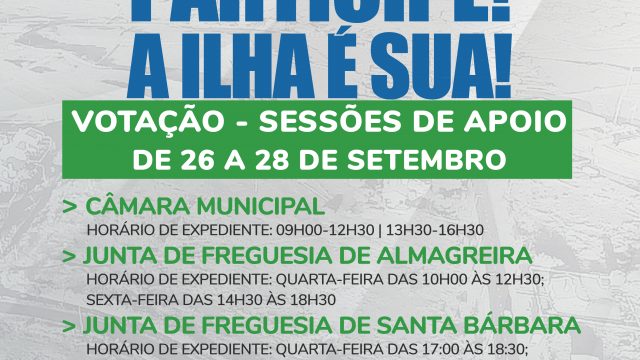 PARTICIPE!
A ILHA É SUA!
VOTAÇÃO - SESSÕES DE APOIO
DE 26 A 28 DE SETEMBRO
> CÂMARA MUNICIPAL
HORÁRIO DE EXPEDIENTE: 09H00-12H30 | 13H30-16H30
> JUNTA DE FREGUESIA DE ALMAGREIRA
HORÁRIO DE EXPEDIENTE: QUARTA-FEIRA DAS 10H00 ÀS 12H30;
SEXTA-FEIRA DAS 14H30 ÀS 18H30
> JUNTA DE FREGUESIA DE SANTA BÁRBARA
HORÁRIO DE EXPEDIENTE: QUARTA-FEIRA DAS 17:00 ÀS 18:30;